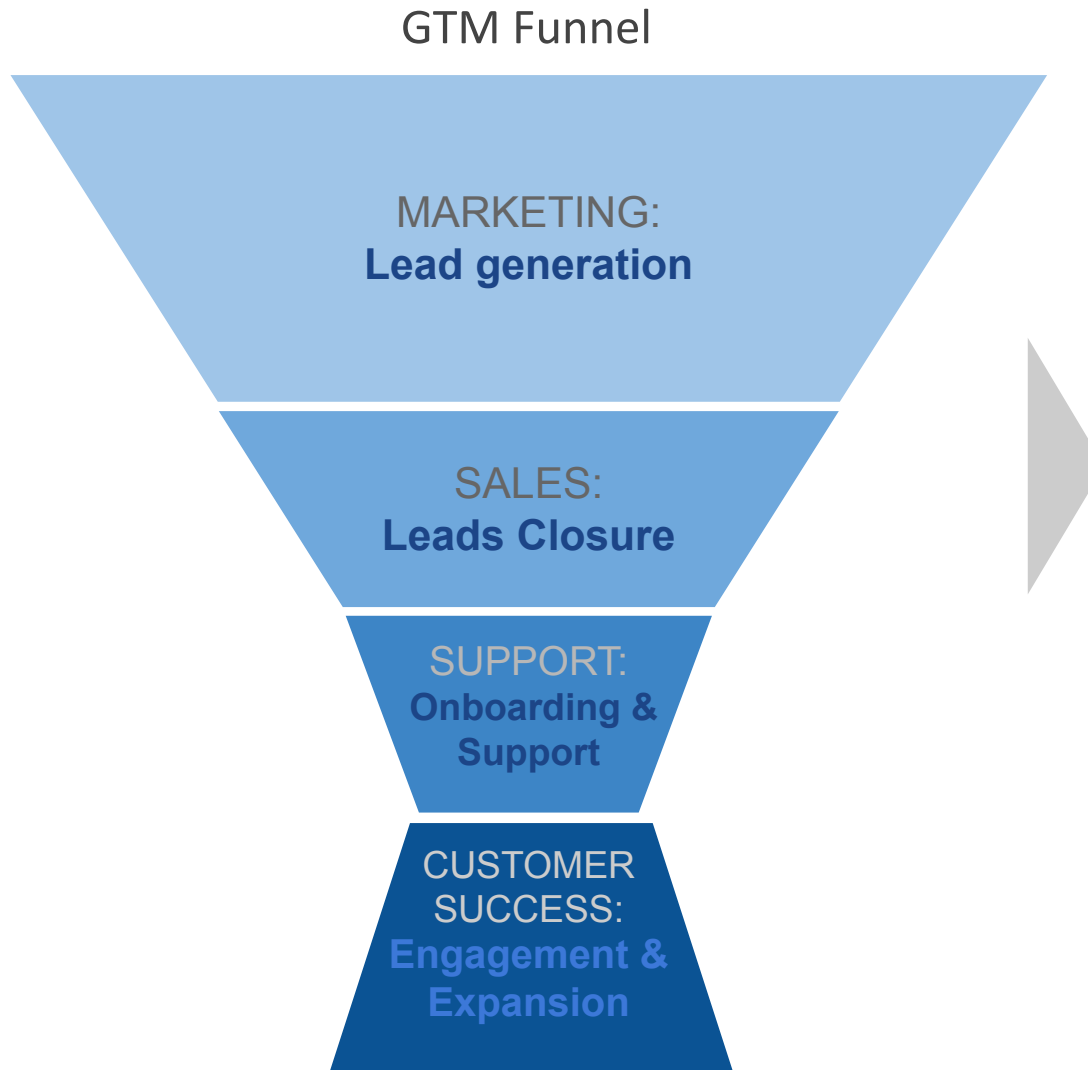 GTM Funnel
MARKETING:
Lead generation
SALES:
Leads Closure
SUPPORT:
Onboarding &
Support
CUSTOMER
SUCCESS:
Engagement &
Expansion